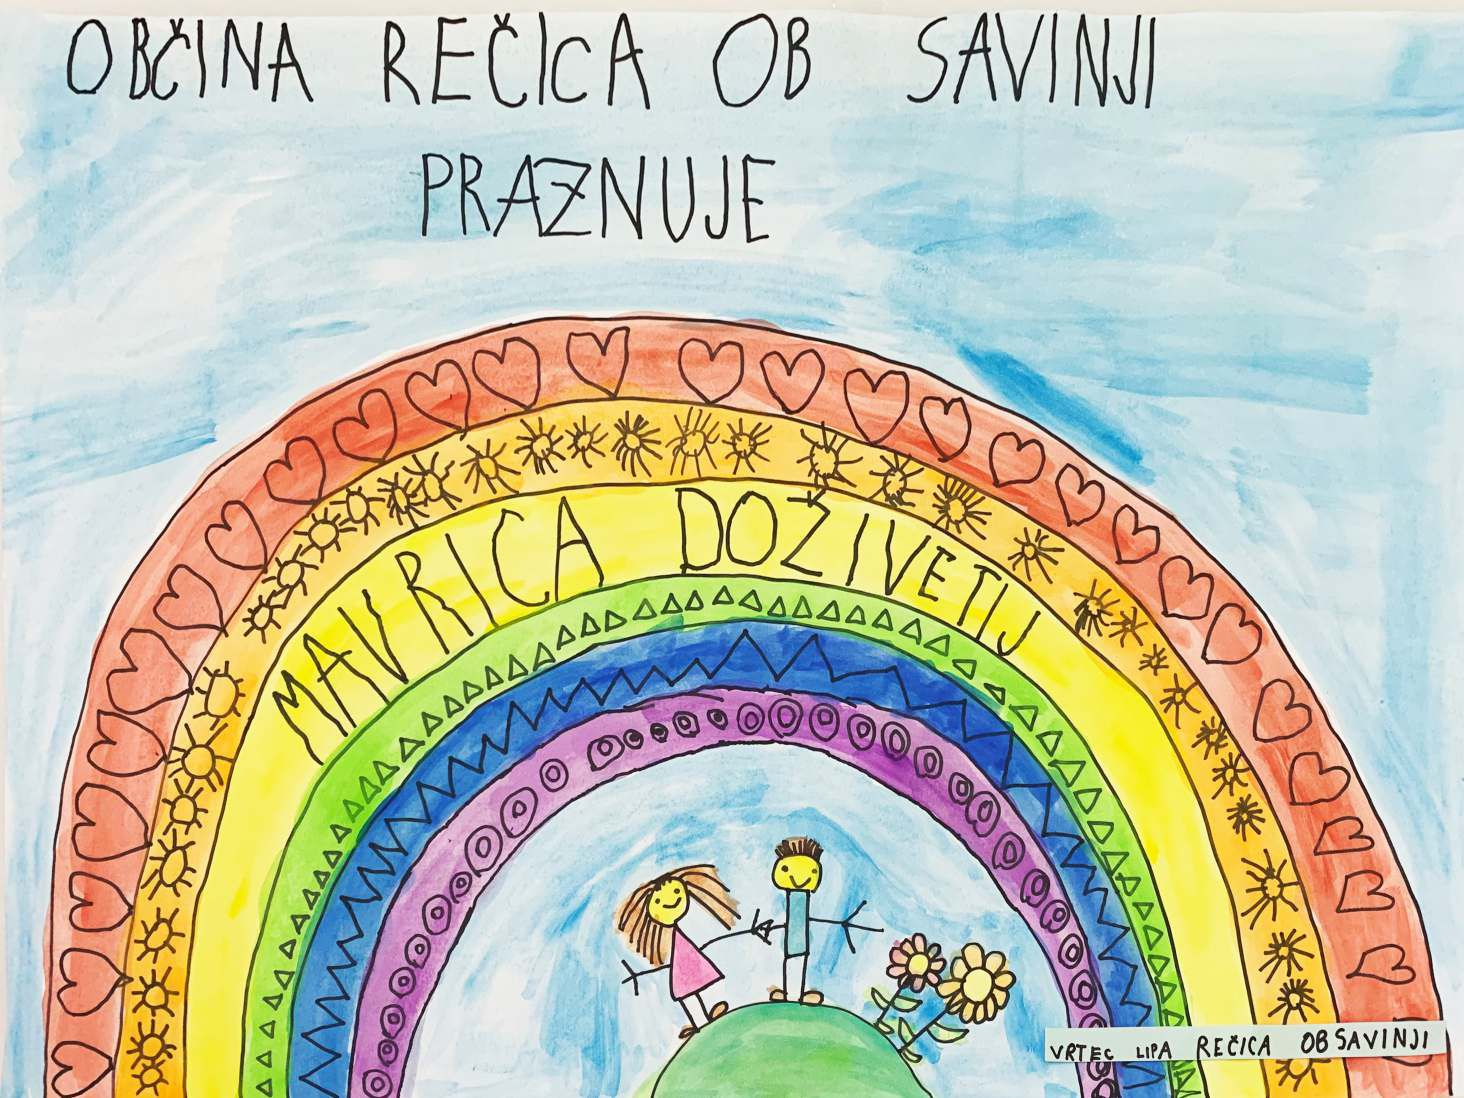 OBČINA REČICA OB SAVINJI
PRAZNUJE
MAVRICA DOŽIVETIJ
VRTEC LIPA REČICA OB SAVINJI